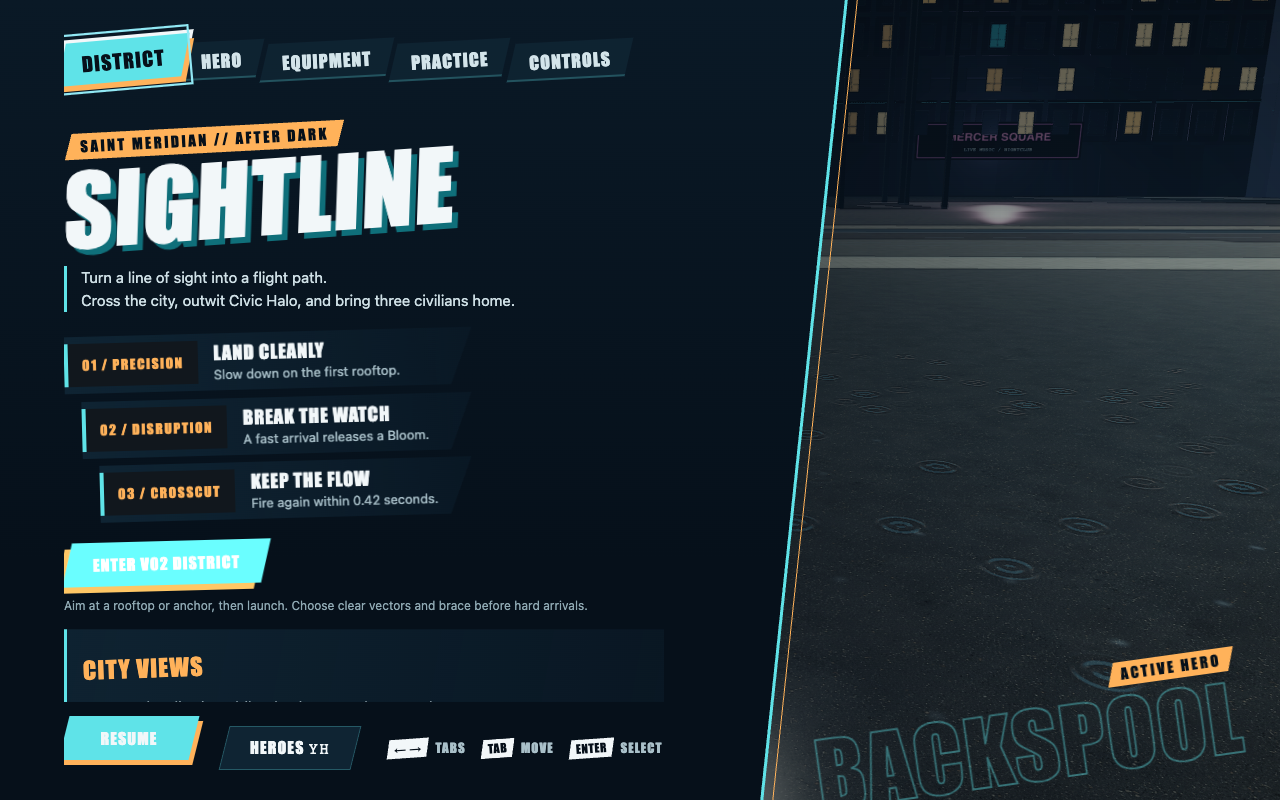 DISTRICT
HERO
EQUIPMENT
PRACTICE
CONTROLS
SAINT MERIDIAN // AFTER DARK
SIGHTLINE
Turn a line of sight into a flight path.
Cross the city, outwit Civic Halo, and bring three civilians home.
01 / PRECISION
LAND CLEANLY
Slow down on the first rooftop.
02 / DISRUPTION
BREAK THE WATCH
A fast arrival releases a Bloom.
03 / CROSSCUT
KEEP THE FLOW
Fire again within 0.42 seconds.
ENTER V02 DISTRICT
Aim at a rooftop or anchor, then launch. Choose clear vectors and brace before hard arrivals.
CITY VIEWS
RESUME
HEROES YH
←→ TABS
TAB MOVE
ENTER SELECT
MERCER SQUARE
LIVE MUSIC / NIGHTCLUB
ACTIVE HERO
BACKSPOOL